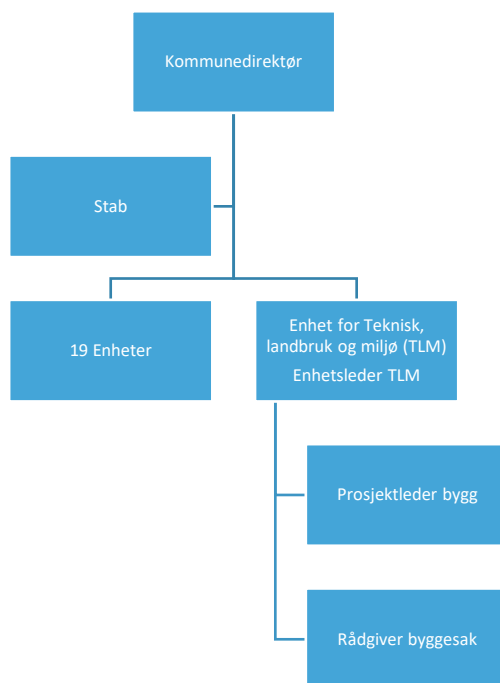 Kommunedirektør
Stab
19 Enheter
Enhet for Teknisk,
landbruk og miljø (TLM)
Enhetsleder TLM
Prosjektleder bygg
Rådgiver byggesak